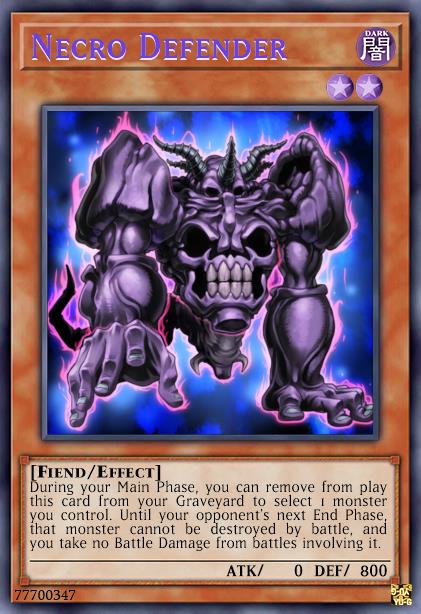 Necro Defender
DARK
闇
[Fiend/Effect]
During your Main Phase, you can remove from play
this card from your Graveyard to select 1 monster
you control. Until your opponent's next End Phase,
that monster cannot be destroyed by battle, and
you take no Battle Damage from battles involving it.
ATK/ 0 DEF/ 800
77700347